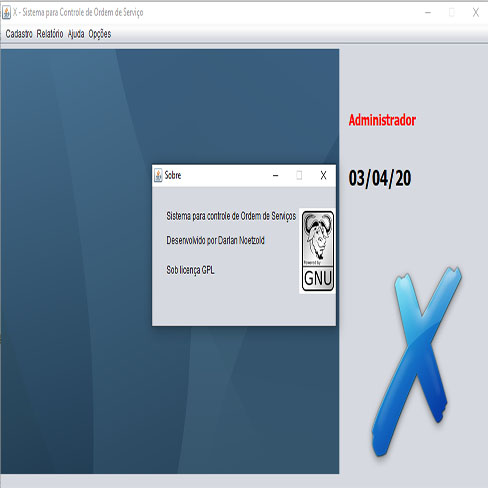 X - Sistema para Controle de Ordem de Serviço
Cadastro Relatório Ajuda Opções
Administrador
03/04/20
Sobre
Sistema para controle de Ordem de Serviços
Desenvolvido por Darlan Noetzold
Sob licença GPL
Powered by
GNU